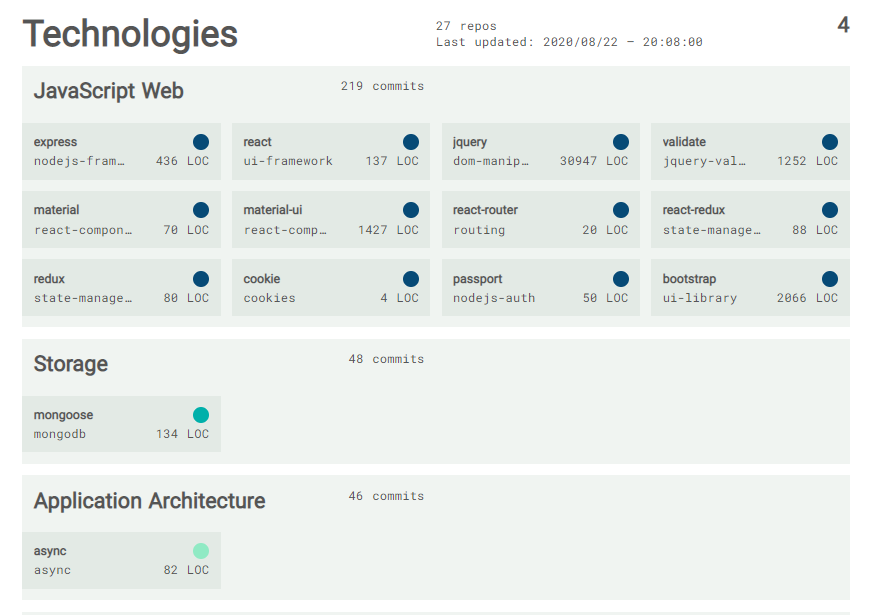 Technologies
27 repos
Last updated: 2020/08/22 – 20:08:00
4
JavaScript Web
219 commits
express
nodejs-fram… 436 LOC
react
ui-framework 137 LOC
jquery
dom-manip… 30947 LOC
validate
jquery-val… 1252 LOC
material
react-compon… 70 LOC
material-ui
react-comp… 1427 LOC
react-router
routing 20 LOC
react-redux
state-manage… 88 LOC
redux
state-manage… 80 LOC
cookie
cookies 4 LOC
passport
nodejs-auth 50 LOC
bootstrap
ui-library 2066 LOC
Storage
48 commits
mongoose
mongodb 134 LOC
Application Architecture
46 commits
async
async 82 LOC